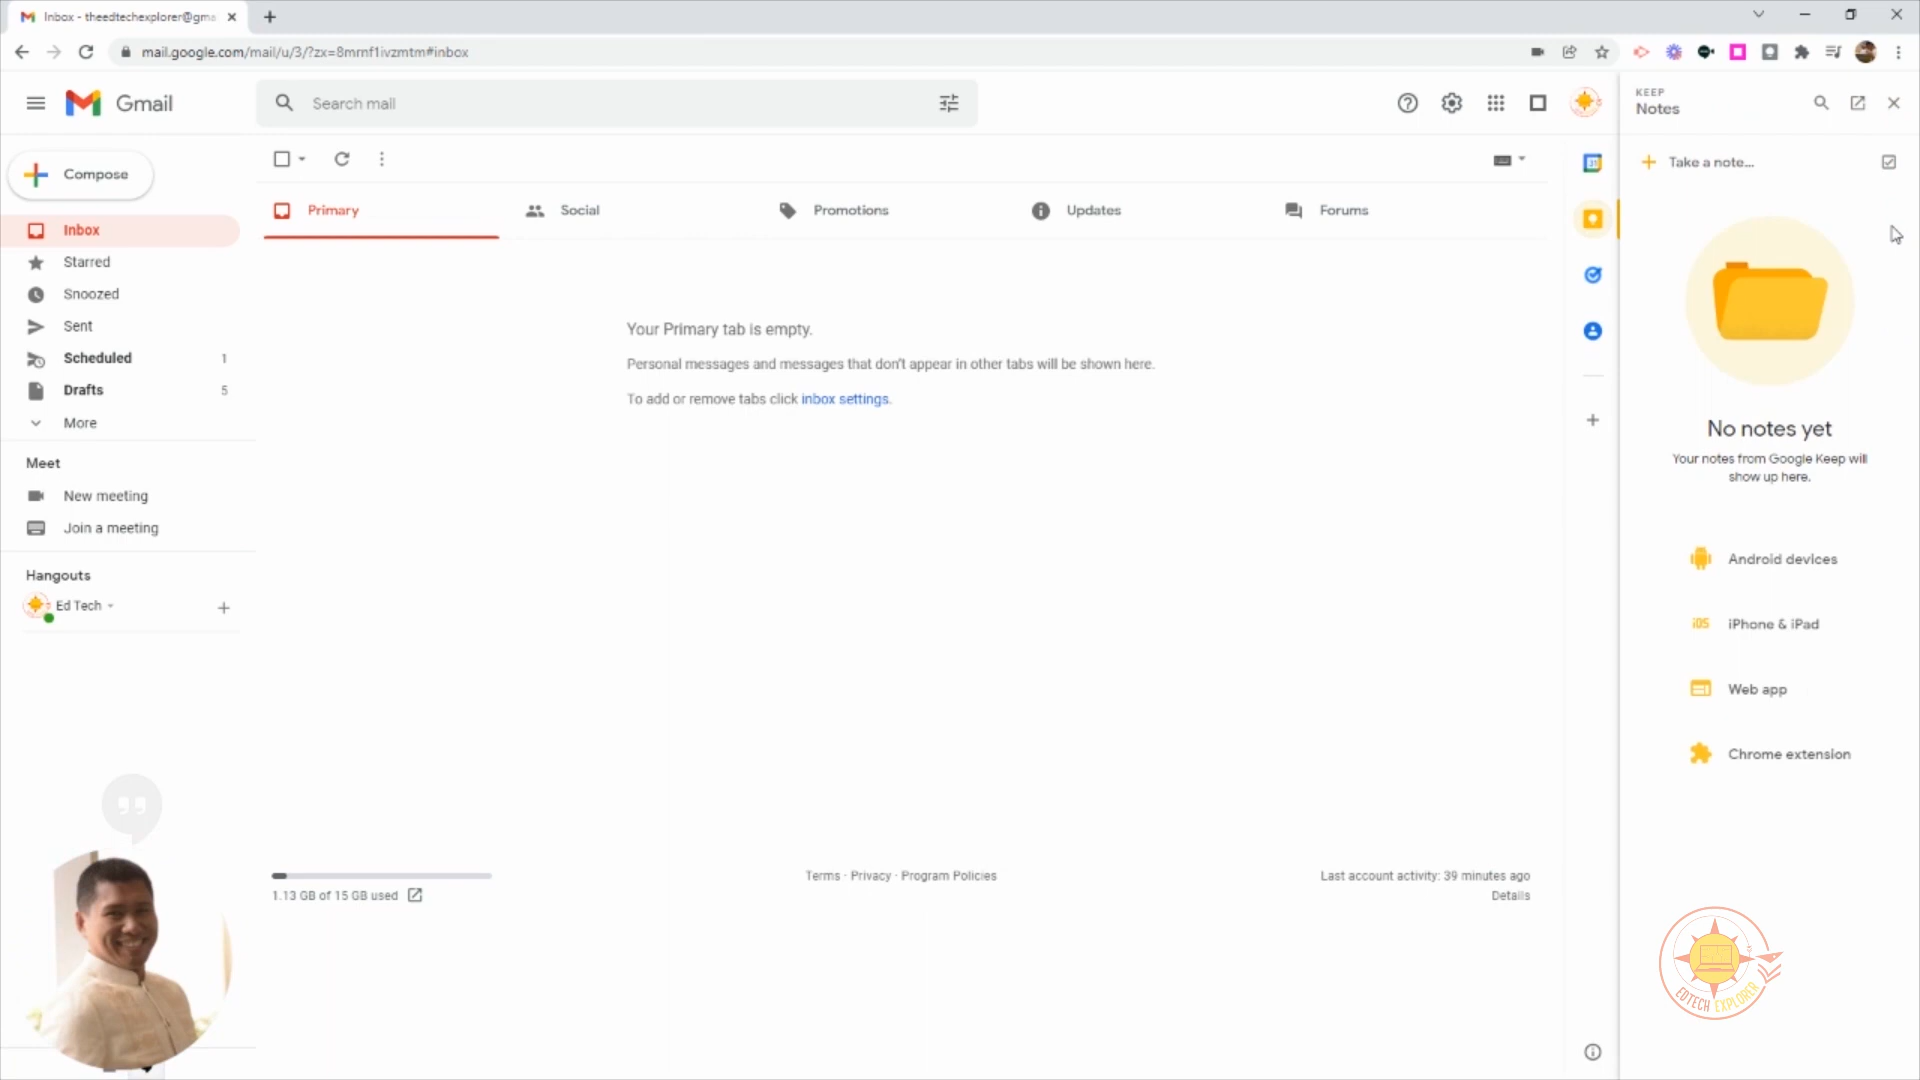 Inbox - theedtechexplorer@gma
mail.google.com/mail/u/3/?zx=8mrnf1ivzmtm#inbox
Gmail
Search mail
KEEP
Notes
Compose
Take a note...
Inbox
Starred
Snoozed
Sent
Scheduled 1
Drafts 5
More
Primary
Social
Promotions
Updates
Forums
Your Primary tab is empty.
Personal messages and messages that don't appear in other tabs will be shown here.
To add or remove tabs click inbox settings.
No notes yet
Your notes from Google Keep will
show up here.
Meet
New meeting
Join a meeting
Hangouts
Ed Tech
Android devices
iOS iPhone & iPad
Web app
Chrome extension
1.13 GB of 15 GB used
Terms · Privacy · Program Policies
Last account activity: 39 minutes ago
Details
EDTECH EXPLORER
31